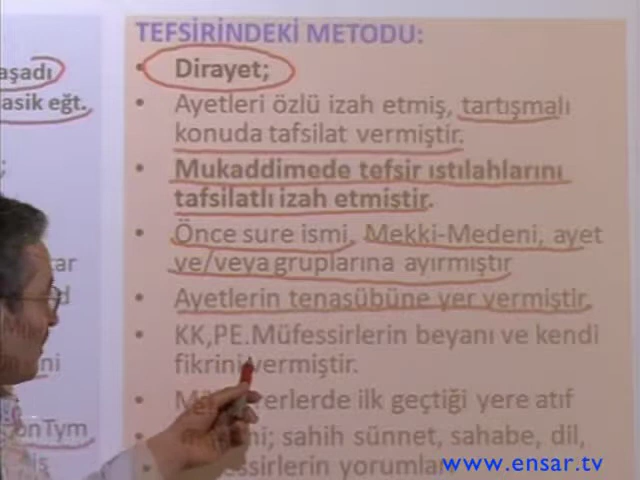 TEFSİRİNDEKİ METODU:
aşadı
asik eğt.
• Dirayet;
• Ayetleri özlü izah etmiş, tartışmalı
konuda tafsilat vermiştir.
• Mukaddimede tefsir ıstılahlarını
tafsilatlı izah etmiştir.
• Önce sure ismi, Mekki-Medeni, ayet
ve/veya gruplarına ayırmıştır
• Ayetlerin tenasübüne yer vermiştir.
• KK,PE.Müfessirlerin beyanı ve kendi
fikrini vermiştir.
• ilk geçtiği yere atıf
sahih sünnet, sahabe, dil,
yorumları
onTym
www.ensar.tv